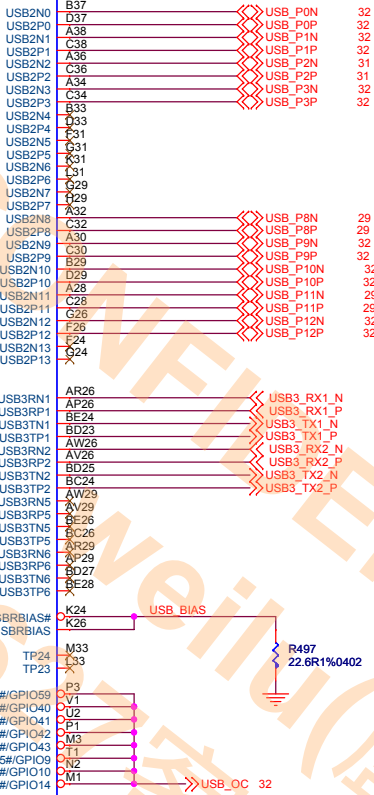 USB2N0 B37 USB_P0N 32
USB2P0 D37 USB_P0P 32
USB2N1 A38 USB_P1N 32
USB2P1 C38 USB_P1P 32
USB2N2 A36 USB_P2N 31
USB2P2 C36 USB_P2P 31
USB2N3 A34 USB_P3N 32
USB2P3 C34 USB_P3P 32
USB2N4 B33
USB2P4 D33
USB2N5 F31
USB2P5 G31
USB2N6 K31
USB2P6 L31
USB2N7 G29
USB2P7 H29
USB2N8 A32 USB_P8N 29
USB2P8 C32 USB_P8P 29
USB2N9 A30 USB_P9N 32
USB2P9 C30 USB_P9P 32
USB2N10 B29 USB_P10N 32
USB2P10 D29 USB_P10P 32
USB2N11 A28 USB_P11N 29
USB2P11 C28 USB_P11P 29
USB2N12 G26 USB_P12N 32
USB2P12 F26 USB_P12P 32
USB2N13 F24
USB2P13 G24
USB3RN1 AR26 USB3_RX1_N
USB3RP1 AP26 USB3_RX1_P
USB3TN1 BE24 USB3_TX1_N
USB3TP1 BD23 USB3_TX1_P
USB3RN2 AW26 USB3_RX2_N
USB3RP2 AV26 USB3_RX2_P
USB3TN2 BD25 USB3_TX2_N
USB3TP2 BC24 USB3_TX2_P
USB3RN5 AW29
USB3RP5 AV29
USB3TN5 BE26
USB3TP5 BC26
USB3RN6 AR29
USB3RP6 AP29
USB3TN6 BD27
USB3TP6 BE28
SBRBIAS# K24 USB_BIAS
SBRBIAS K26
R497
22.6R1%0402
TP24 M33
TP23 L33
#/GPIO59 P3
#/GPIO40 V1
#/GPIO41 U2
#/GPIO42 P1
#/GPIO43 M3
5#/GPIO9 T1
#/GPIO10 N2
#/GPIO14 M1 USB_OC 32
weilu(